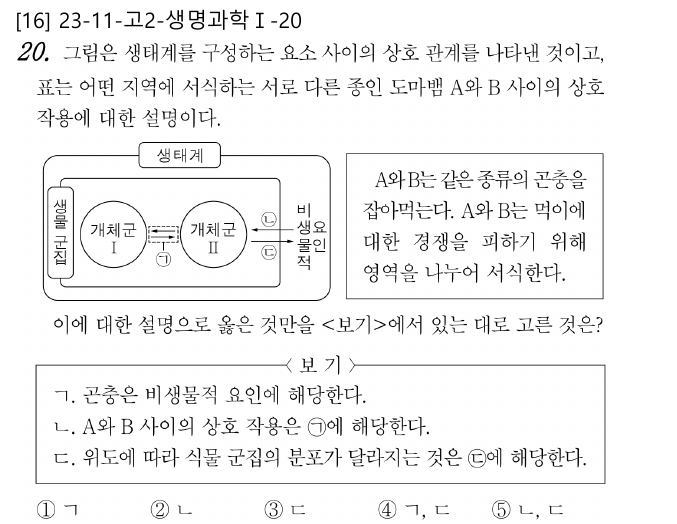 [16] 23-11-고2-생명과학Ⅰ-20
20. 그림은 생태계를 구성하는 요소 사이의 상호 관계를 나타낸 것이고,
표는 어떤 지역에 서식하는 서로 다른 종인 도마뱀 A와 B 사이의 상호
작용에 대한 설명이다.
생태계
생물 군집
개체군 Ⅰ
㉠
개체군 Ⅱ
㉡
㉢
비생물적 요인
A와 B는 같은 종류의 곤충을
잡아먹는다. A와 B는 먹이에
대한 경쟁을 피하기 위해
영역을 나누어 서식한다.
이에 대한 설명으로 옳은 것만을 <보기>에서 있는 대로 고른 것은?
<보 기>
ㄱ. 곤충은 비생물적 요인에 해당한다.
ㄴ. A와 B 사이의 상호 작용은 ㉠에 해당한다.
ㄷ. 위도에 따라 식물 군집의 분포가 달라지는 것은 ㉢에 해당한다.
① ㄱ ② ㄴ ③ ㄷ ④ ㄱ, ㄷ ⑤ ㄴ, ㄷ